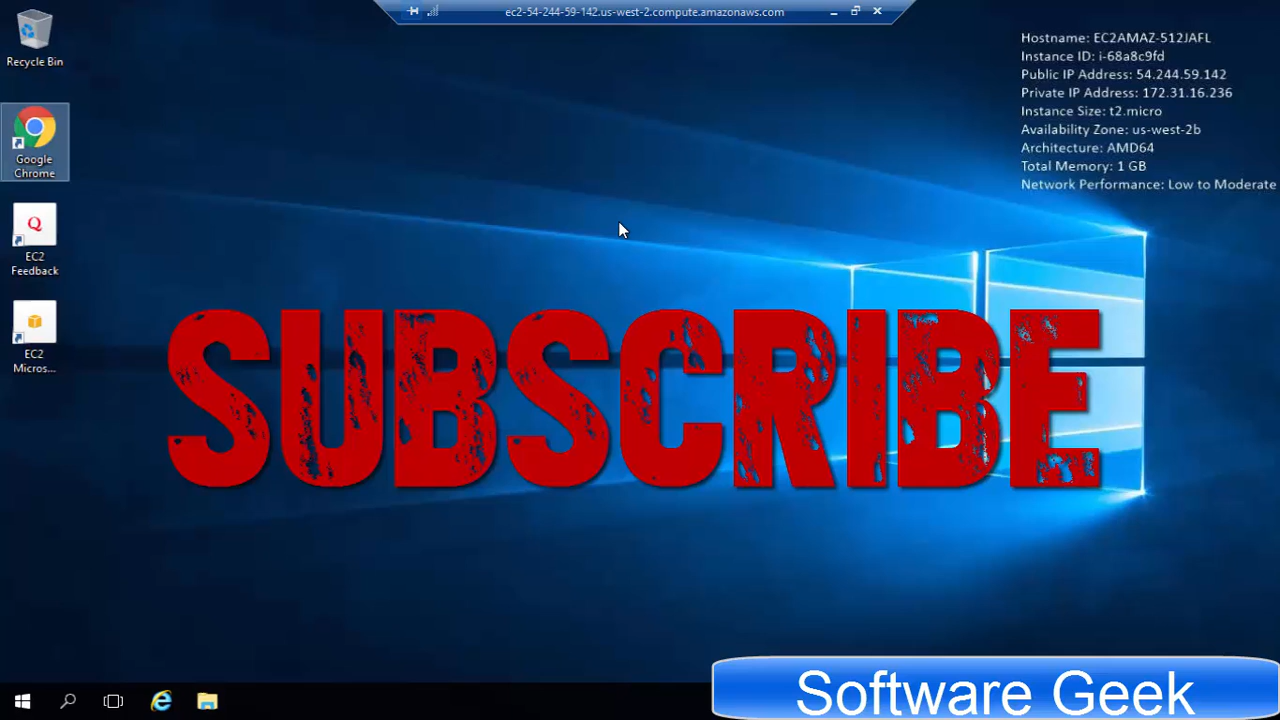 ec2-54-244-59-142.us-west-2.compute.amazonaws.com
Recycle Bin
Google
Chrome
Q
EC2
Feedback
EC2
Micros...
Hostname: EC2AMAZ-512JAFL
Instance ID: i-68a8c9fd
Public IP Address: 54.244.59.142
Private IP Address: 172.31.16.236
Instance Size: t2.micro
Availability Zone: us-west-2b
Architecture: AMD64
Total Memory: 1 GB
Network Performance: Low to Moderate
SUBSCRIBE
Software Geek